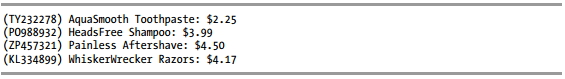 (TY232278) AquaSmooth Toothpaste: $2.25
(PO988932) HeadsFree Shampoo: $3.99
(ZP457321) Painless Aftershave: $4.50
(KL334899) WhiskerWrecker Razors: $4.17